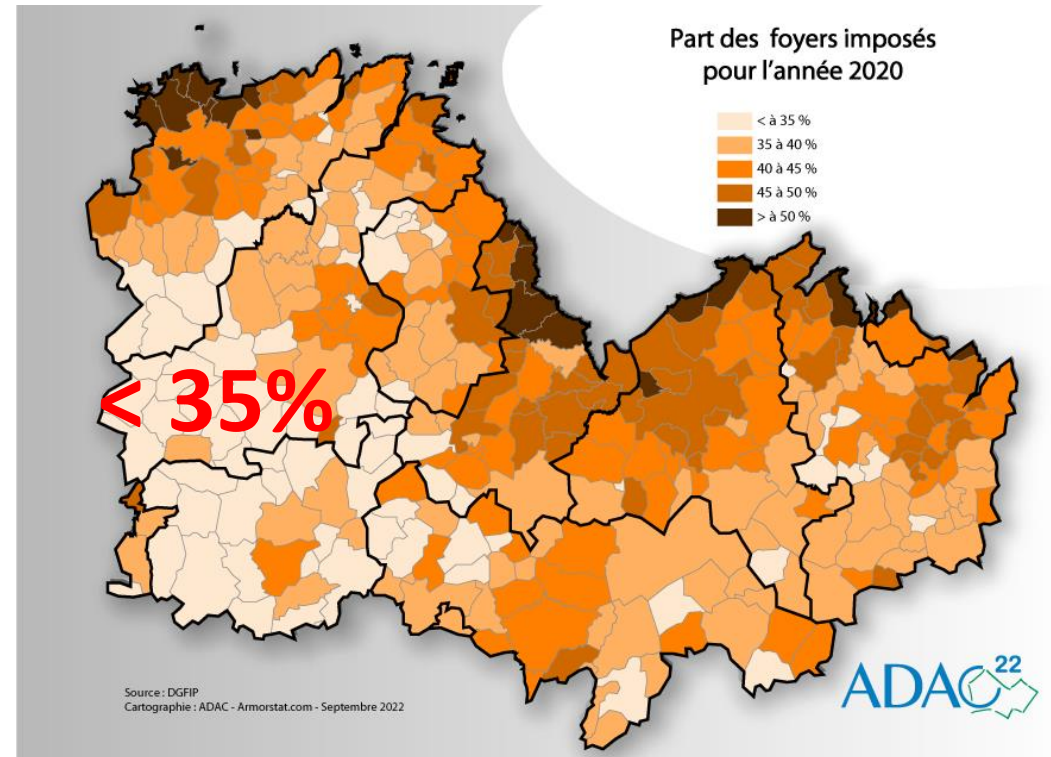 Part des foyers imposés
pour l'année 2020
< à 35 %
35 à 40 %
40 à 45 %
45 à 50 %
> à 50 %
< 35%
Source : DGFIP
Cartographie : ADAC - Armorstat.com - Septembre 2022
ADAC 22